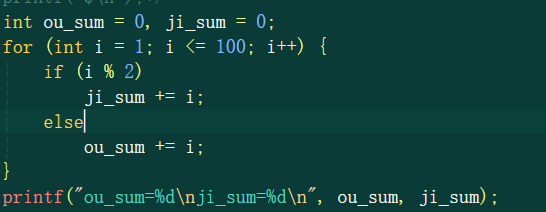 int ou_sum = 0, ji_sum = 0;
for (int i = 1; i <= 100; i++) {
    if (i % 2)
        ji_sum += i;
    else
        ou_sum += i;
}
printf("ou_sum=%d\nji_sum=%d\n", ou_sum, ji_sum);